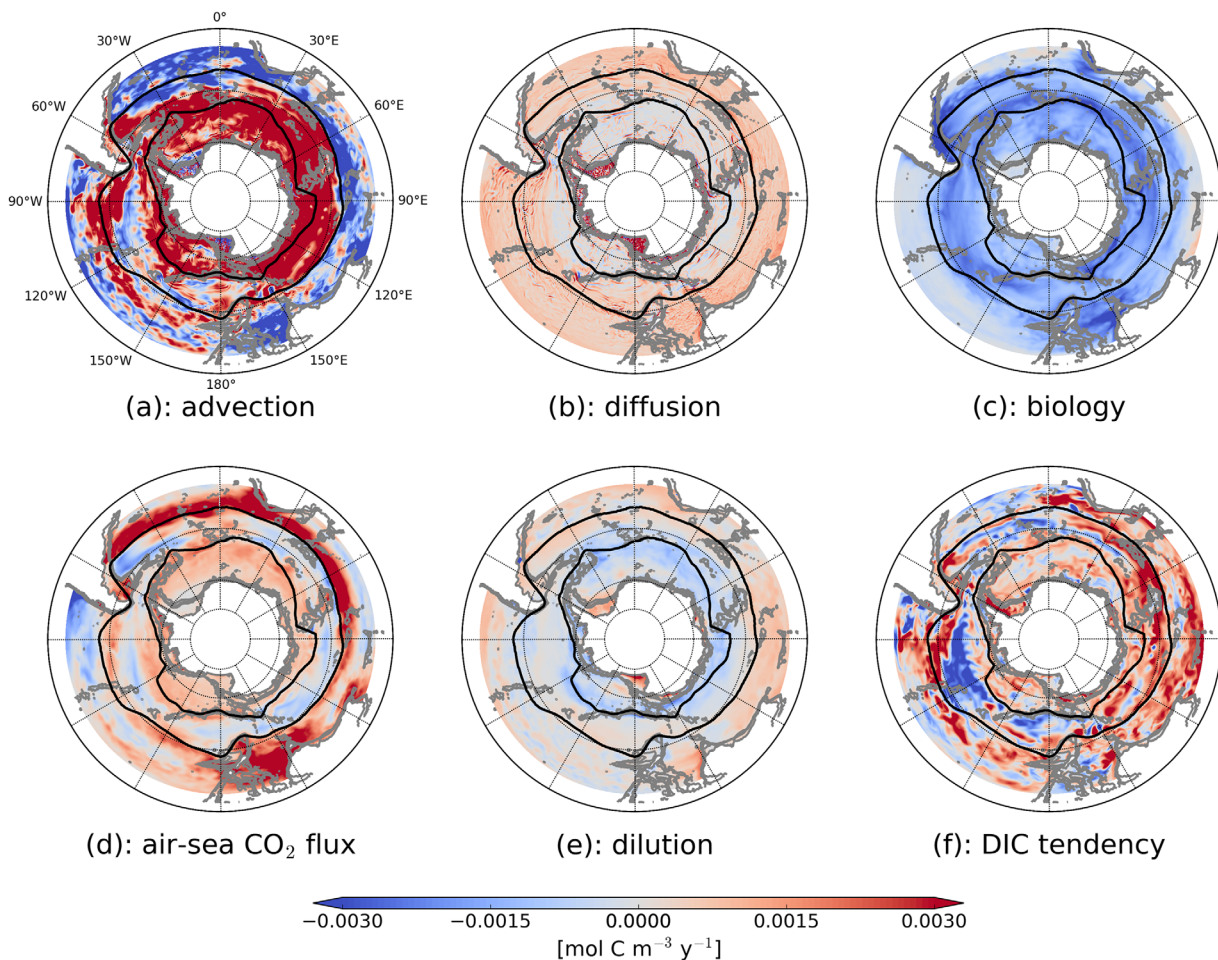 0°
30°W
30°E
60°W
60°E
90°W
90°E
120°W
120°E
150°W
150°E
180°
(a): advection
(b): diffusion
(c): biology
(d): air-sea CO₂ flux
(e): dilution
(f): DIC tendency
−0.0030
−0.0015
0.0000
0.0015
0.0030
[mol C m⁻³ y⁻¹]